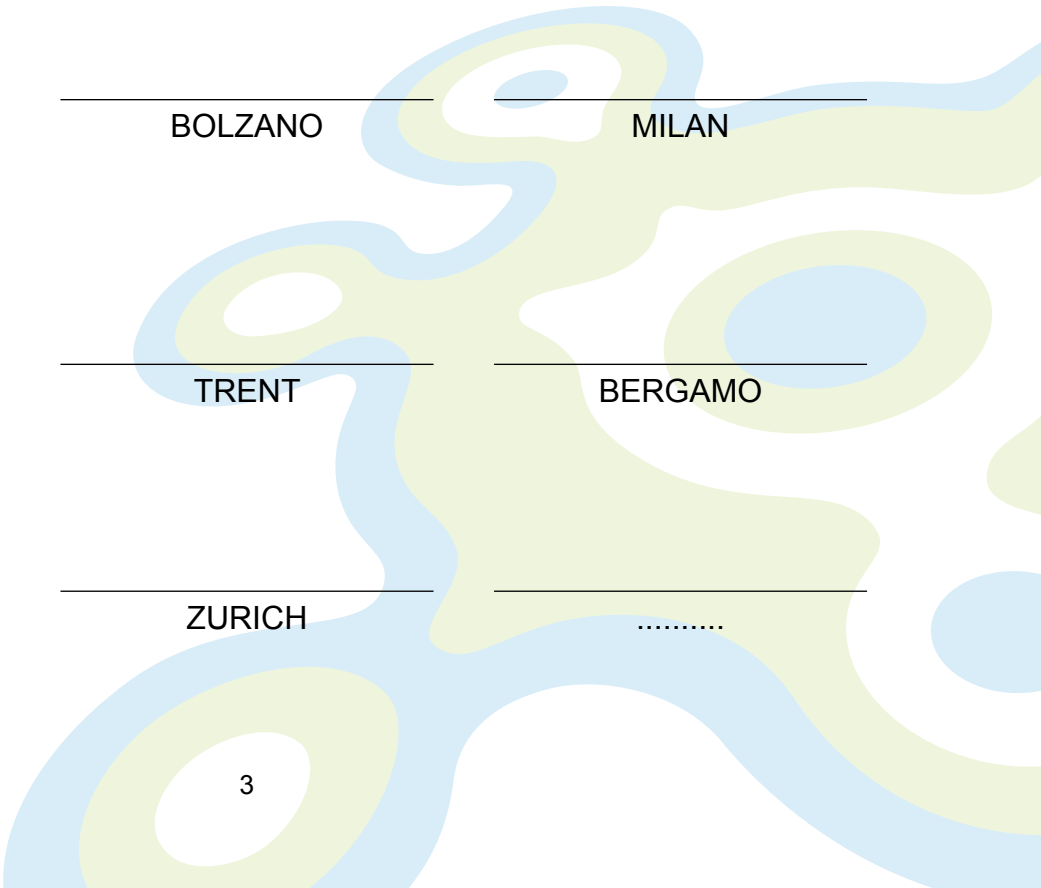 BOLZANO
MILAN
TRENT
BERGAMO
ZURICH
..........
3